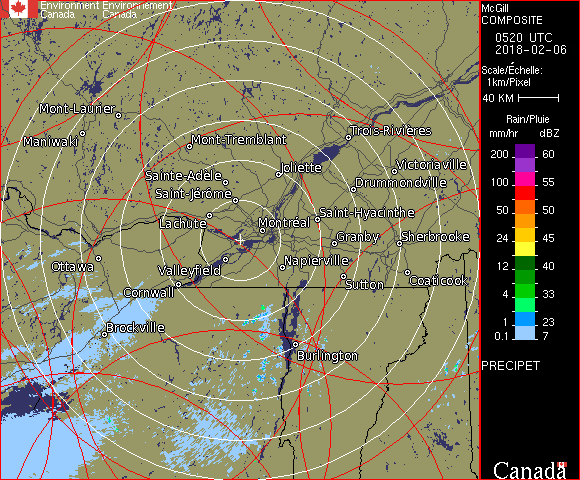 Environment Environnement
Canada Canada
McGill
COMPOSITE
0520 UTC
2018-02-06
Scale/Échelle:
1km/Pixel
40 KM
Rain/Pluie
mm/hr dBZ
200 60
100 55
50 50
24 45
12 40
4 33
1 23
0.1 7
PRECIPET
Canada
Mont-Laurier
Maniwaki
Mont-Tremblant
Trois-Rivières
Sainte-Adèle
Joliette
Victoriaville
Saint-Jérôme
Drummondville
Lachute
Montréal
Saint-Hyacinthe
Ottawa
Valleyfield
Granby
Sherbrooke
Napierville
Cornwall
Sutton
Coaticook
Brockville
Burlington